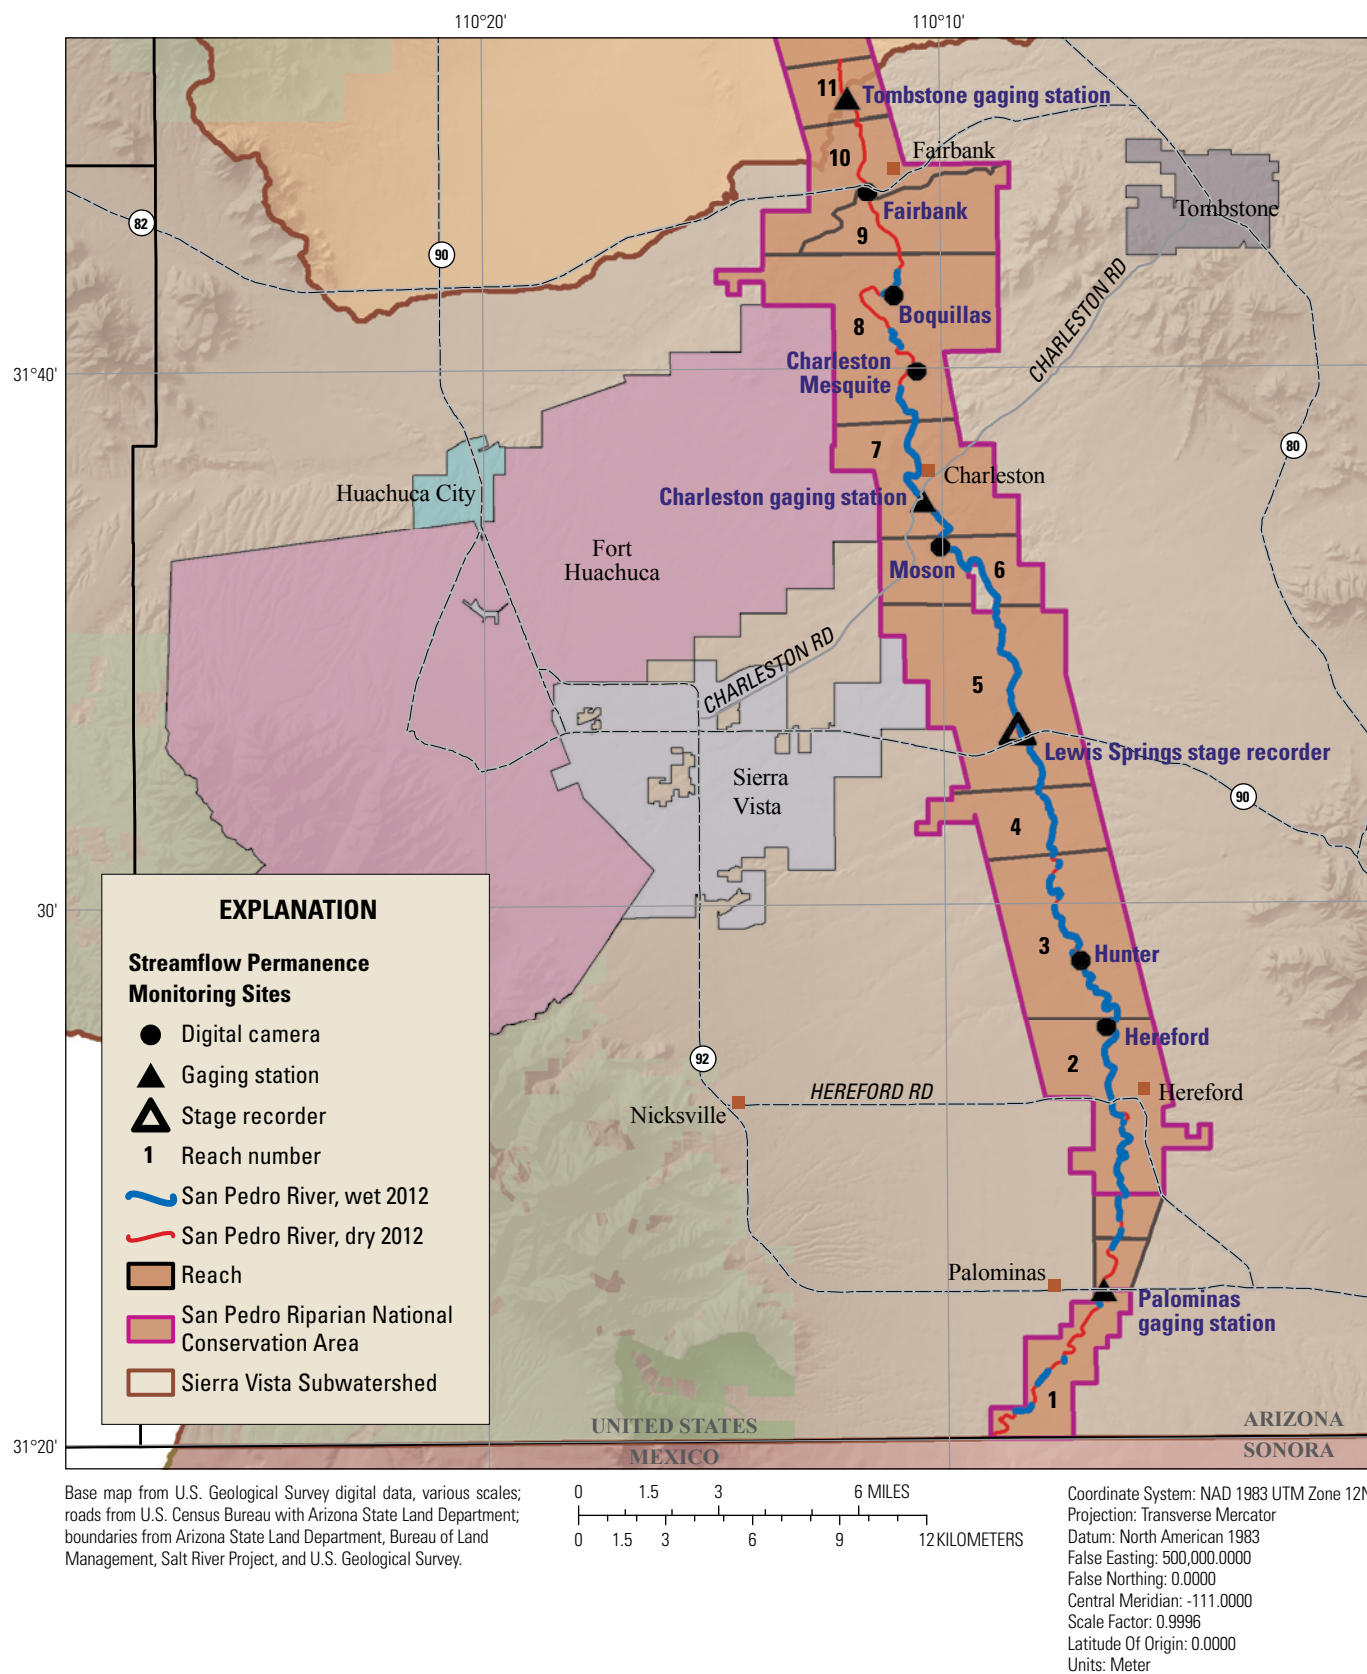 110°20'
110°10'
11
Tombstone gaging station
10
Fairbank
Fairbank
Tombstone
82
9
90
CHARLESTON RD
Boquillas
8
31°40'
Charleston
Mesquite
7
80
Charleston
Huachuca City
Charleston gaging station
Fort
Huachuca
Moson
6
CHARLESTON RD
5
Lewis Springs stage recorder
Sierra
Vista
90
4
30'
3
Hunter
Hereford
92
2
HEREFORD RD
Hereford
Nicksville
Palominas
Palominas
gaging station
1
UNITED STATES
MEXICO
ARIZONA
SONORA
31°20'
EXPLANATION
Streamflow Permanence
Monitoring Sites
Digital camera
Gaging station
Stage recorder
1 Reach number
San Pedro River, wet 2012
San Pedro River, dry 2012
Reach
San Pedro Riparian National
Conservation Area
Sierra Vista Subwatershed
Base map from U.S. Geological Survey digital data, various scales;
roads from U.S. Census Bureau with Arizona State Land Department;
boundaries from Arizona State Land Department, Bureau of Land
Management, Salt River Project, and U.S. Geological Survey.
0 1.5 3 6 MILES
0 1.5 3 6 9 12 KILOMETERS
Coordinate System: NAD 1983 UTM Zone 12N
Projection: Transverse Mercator
Datum: North American 1983
False Easting: 500,000.0000
False Northing: 0.0000
Central Meridian: -111.0000
Scale Factor: 0.9996
Latitude Of Origin: 0.0000
Units: Meter